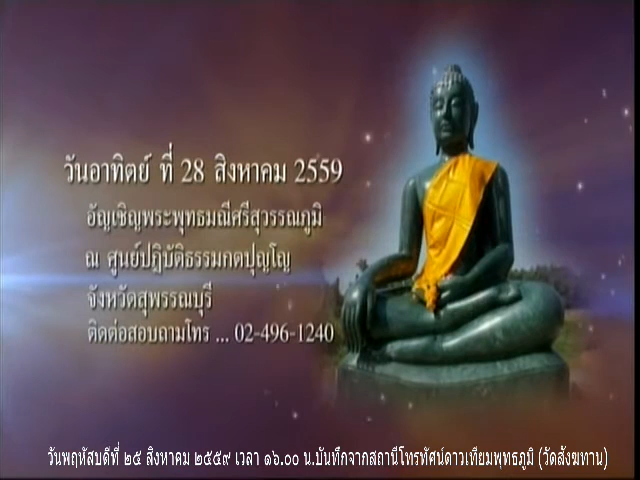 วันอาทิตย์ ที่ 28 สิงหาคม 2559
อัญเชิญพระพุทธมณีศรีสุวรรณภูมิ
ณ ศูนย์ปฏิบัติธรรมกตปุญโญ
จังหวัดสุพรรณบุรี
ติดต่อสอบถามโทร ... 02-496-1240
วันพฤหัสบดีที่ ๒๕ สิงหาคม ๒๕๕๙ เวลา ๑๖.๐๐ น.บันทึกจากสถานีโทรทัศน์ดาวเทียมพุทธภูมิ (วัดสังฆทาน)